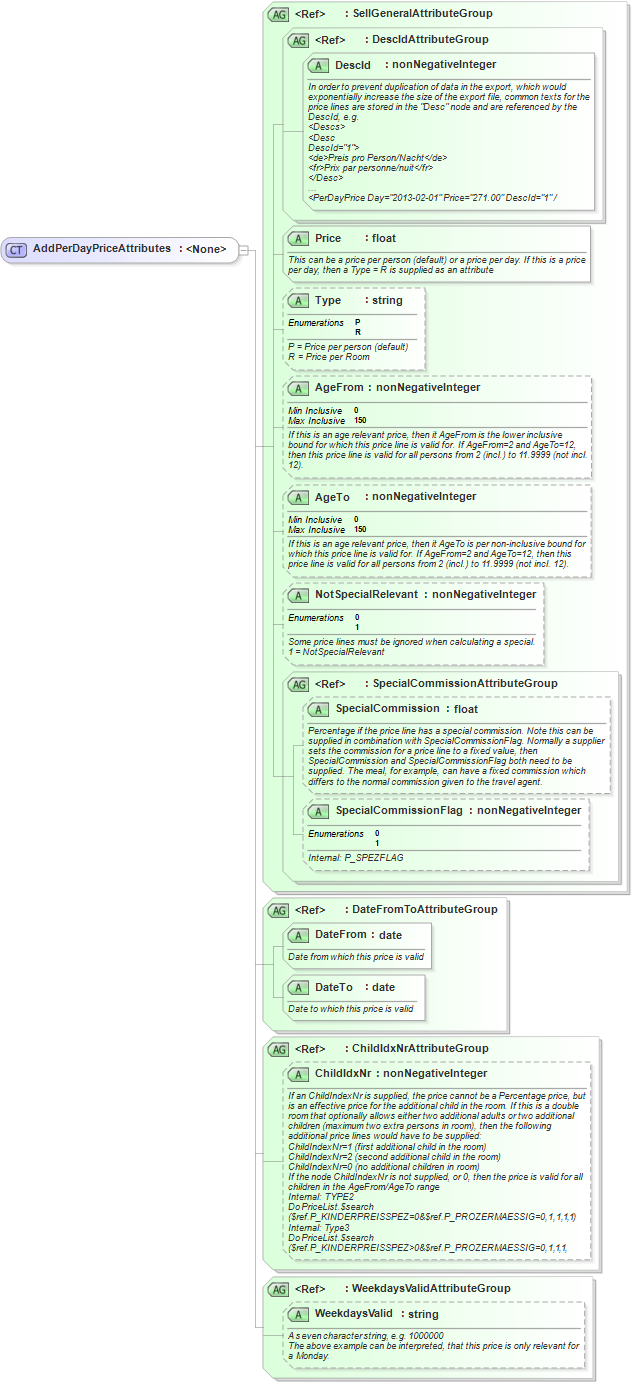 AG <Ref> : SellGeneralAttributeGroup
AG <Ref> : DescIdAttributeGroup
A DescId : nonNegativeInteger
In order to prevent duplication of data in the export, which would
exponentially increase the size of the export file, common texts for the
price lines are stored in the "Desc" node and are referenced by the
DescId, e.g.
<Descs>
<Desc
DescId="1">
<de>Preis pro Person/Nacht</de>
<fr>Prix par personne/nuit</fr>
</Desc>
...
<PerDayPrice Day="2013-02-01" Price="271.00" DescId="1" /
CT AddPerDayPriceAttributes : <None>
A Price : float
This can be a price per person (default) or a price per day. If this is a price
per day, then a Type = R is supplied as an attribute
A Type : string
Enumerations P
R
P = Price per person (default)
R = Price per Room
A AgeFrom : nonNegativeInteger
Min Inclusive 0
Max Inclusive 150
If this is an age relevant price, then it AgeFrom is the lower inclusive
bound for which this price line is valid for. If AgeFrom=2 and AgeTo=12,
then this price line is valid for all persons from 2 (incl.) to 11.9999 (not incl.
12).
A AgeTo : nonNegativeInteger
Min Inclusive 0
Max Inclusive 150
If this is an age relevant price, then it AgeTo is per non-inclusive bound for
which this price line is valid for. If AgeFrom=2 and AgeTo=12, then this
price line is valid for all persons from 2 (incl.) to 11.9999 (not incl. 12).
A NotSpecialRelevant : nonNegativeInteger
Enumerations 0
1
Some price lines must be ignored when calculating a special.
1 = NotSpecialRelevant
AG <Ref> : SpecialCommissionAttributeGroup
A SpecialCommission : float
Percentage if the price line has a special commission. Note this can be
supplied in combination with SpecialCommissionFlag. Normally a supplier
sets the commission for a price line to a fixed value, then
SpecialCommission and SpecialCommissionFlag both need to be
supplied. The meal, for example, can have a fixed commission which
differs to the normal commission given to the travel agent.
A SpecialCommissionFlag : nonNegativeInteger
Enumerations 0
1
Internal: P_SPEZFLAG
AG <Ref> : DateFromToAttributeGroup
A DateFrom : date
Date from which this price is valid
A DateTo : date
Date to which this price is valid
AG <Ref> : ChildIdxNrAttributeGroup
A ChildIdxNr : nonNegativeInteger
If an ChildIndexNr is supplied, the price cannot be a Percentage price, but
is an effective price for the additional child in the room. If this is a double
room that optionally allows either two additional adults or two additional
children (maximum two extra persons in room), then the following
additional price lines would have to be supplied:
ChildIndexNr=1 (first additional child in the room)
ChildIndexNr=2 (second additional child in the room)
ChildIndexNr=0 (no additional children in room)
If the node ChildIndexNr is not supplied, or 0, then the price is valid for all
children in the AgeFrom/AgeTo range
Internal: TYPE2
DoPriceList.$search
($ref.P_KINDERPREISSPEZ=0&$ref.P_PROZERMAESSIG=0,1,1,1,1)
Internal: Type3
DoPriceList.$search
($ref.P_KINDERPREISSPEZ>0&$ref.P_PROZERMAESSIG=0,1,1,1,
AG <Ref> : WeekdaysValidAttributeGroup
A WeekdaysValid : string
A seven character string, e.g. 1000000
The above example can be interpreted, that this price is only relevant for
a Monday.